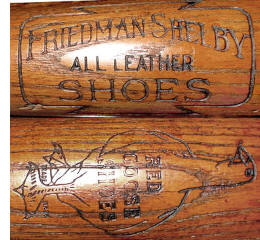 FRIEDMAN SHELBY
ALL LEATHER
SHOES
RED
GOOSE
SHOES